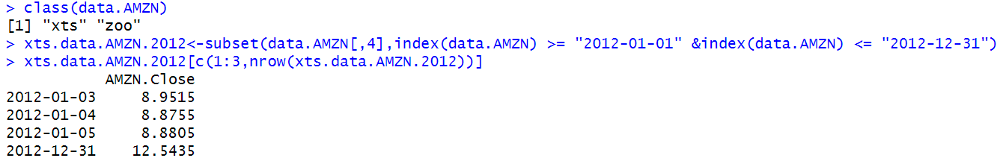 > class(data.AMZN)
[1] "xts" "zoo"
> xts.data.AMZN.2012<-subset(data.AMZN[,4],index(data.AMZN) >= "2012-01-01" &index(data.AMZN) <= "2012-12-31")
> xts.data.AMZN.2012[c(1:3,nrow(xts.data.AMZN.2012))]
           AMZN.Close
2012-01-03     8.9515
2012-01-04     8.8755
2012-01-05     8.8805
2012-12-31    12.5435